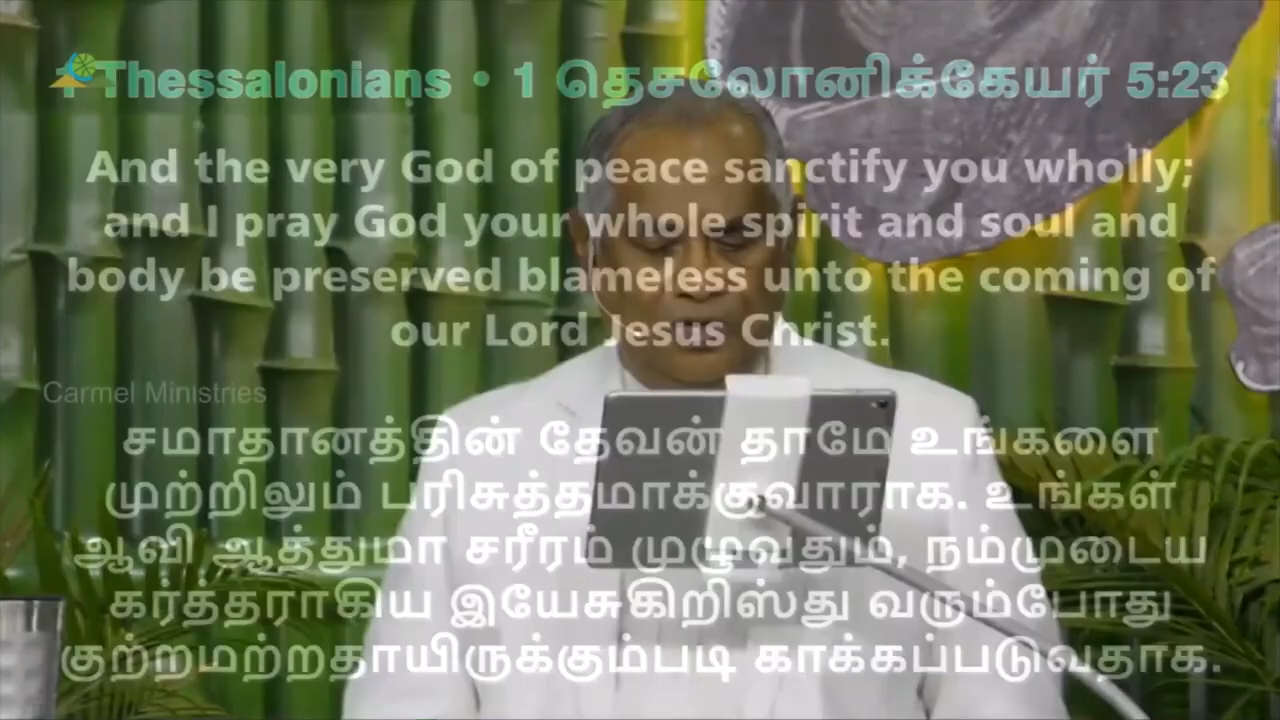 1 Thessalonians • 1 தெசலோனிக்கேயர் 5:23
And the very God of peace sanctify you wholly;
and I pray God your whole spirit and soul and
body be preserved blameless unto the coming of
our Lord Jesus Christ.
Carmel Ministries
சமாதானத்தின் தேவன் தாமே உங்களை
முற்றிலும் பரிசுத்தமாக்குவாராக. உங்கள்
ஆவி ஆத்துமா சரீரம் முழுவதும், நம்முடைய
கர்த்தராகிய இயேசுகிறிஸ்து வரும்போது
குற்றமற்றதாயிருக்கும்படி காக்கப்படுவதாக.